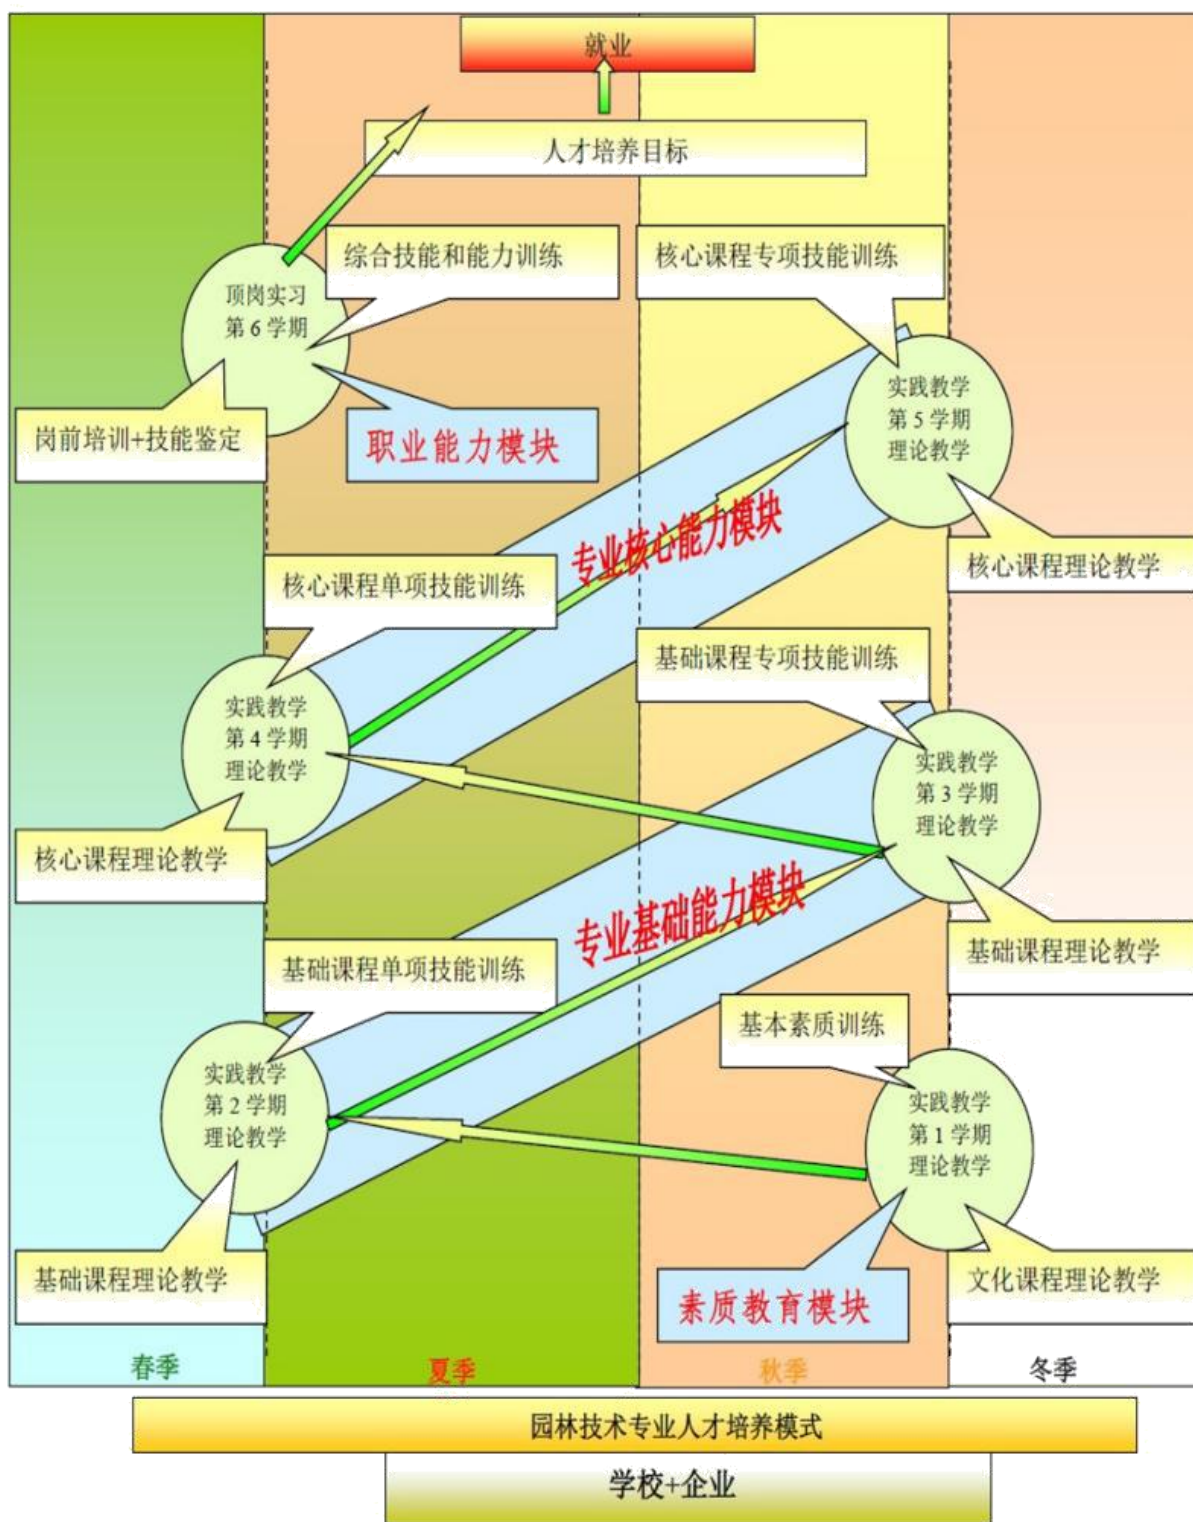 就业
人才培养目标
综合技能和能力训练
核心课程专项技能训练
顶岗实习
第 6 学期
实践教学
第 5 学期
理论教学
岗前培训+技能鉴定
职业能力模块
专业核心能力模块
核心课程理论教学
核心课程单项技能训练
基础课程专项技能训练
实践教学
第 4 学期
理论教学
实践教学
第 3 学期
理论教学
核心课程理论教学
专业基础能力模块
基础课程理论教学
基础课程单项技能训练
基本素质训练
实践教学
第 2 学期
理论教学
实践教学
第 1 学期
理论教学
基础课程理论教学
素质教育模块
文化课程理论教学
春季
夏季
秋季
冬季
园林技术专业人才培养模式
学校+企业